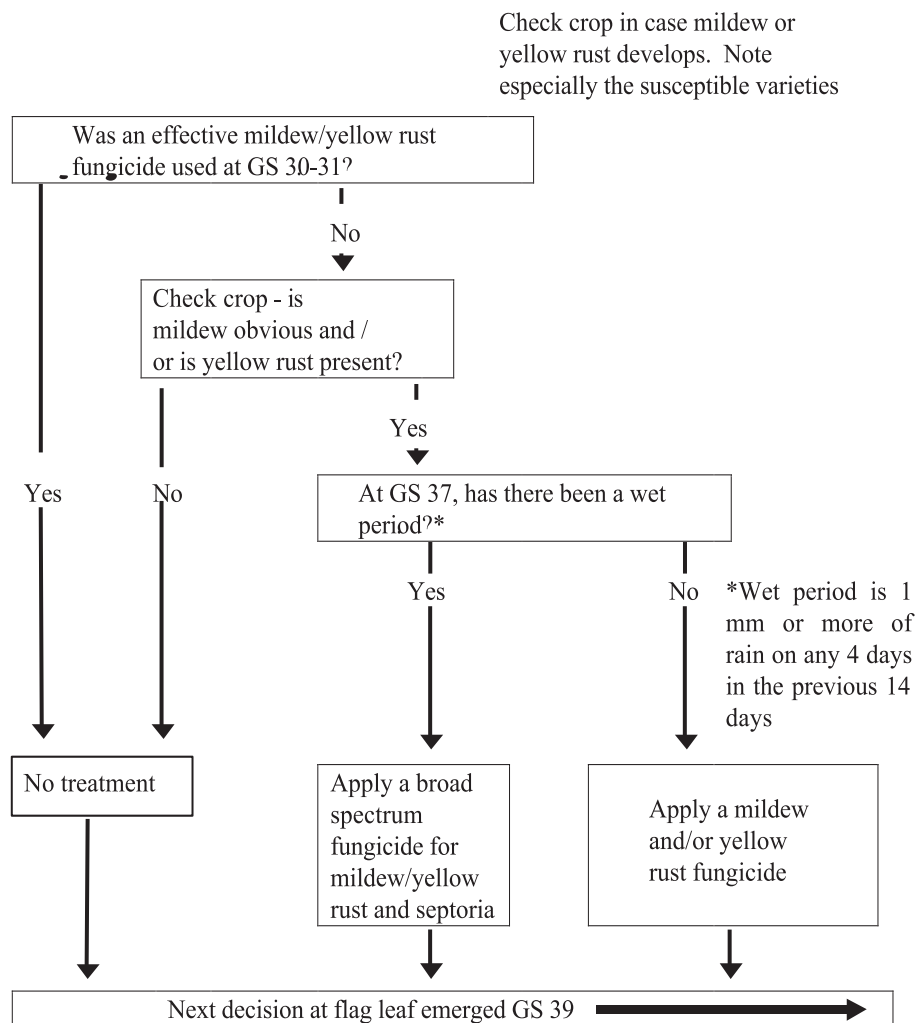 Check crop in case mildew or
yellow rust develops. Note
especially the susceptible varieties
Was an effective mildew/yellow rust
fungicide used at GS 30-31?
No
Check crop - is
mildew obvious and /
or is yellow rust present?
Yes
Yes
No
At GS 37, has there been a wet
period?*
Yes
No
*Wet period is 1
mm or more of
rain on any 4 days
in the previous 14
days
No treatment
Apply a broad
spectrum
fungicide for
mildew/yellow
rust and septoria
Apply a mildew
and/or yellow
rust fungicide
Next decision at flag leaf emerged GS 39